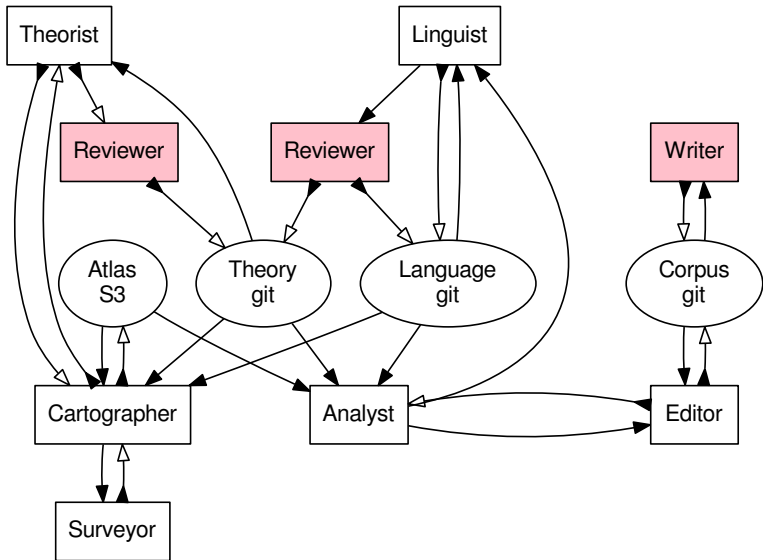 Theorist
Linguist
Reviewer
Reviewer
Writer
Atlas
S3
Theory
git
Language
git
Corpus
git
Cartographer
Analyst
Editor
Surveyor